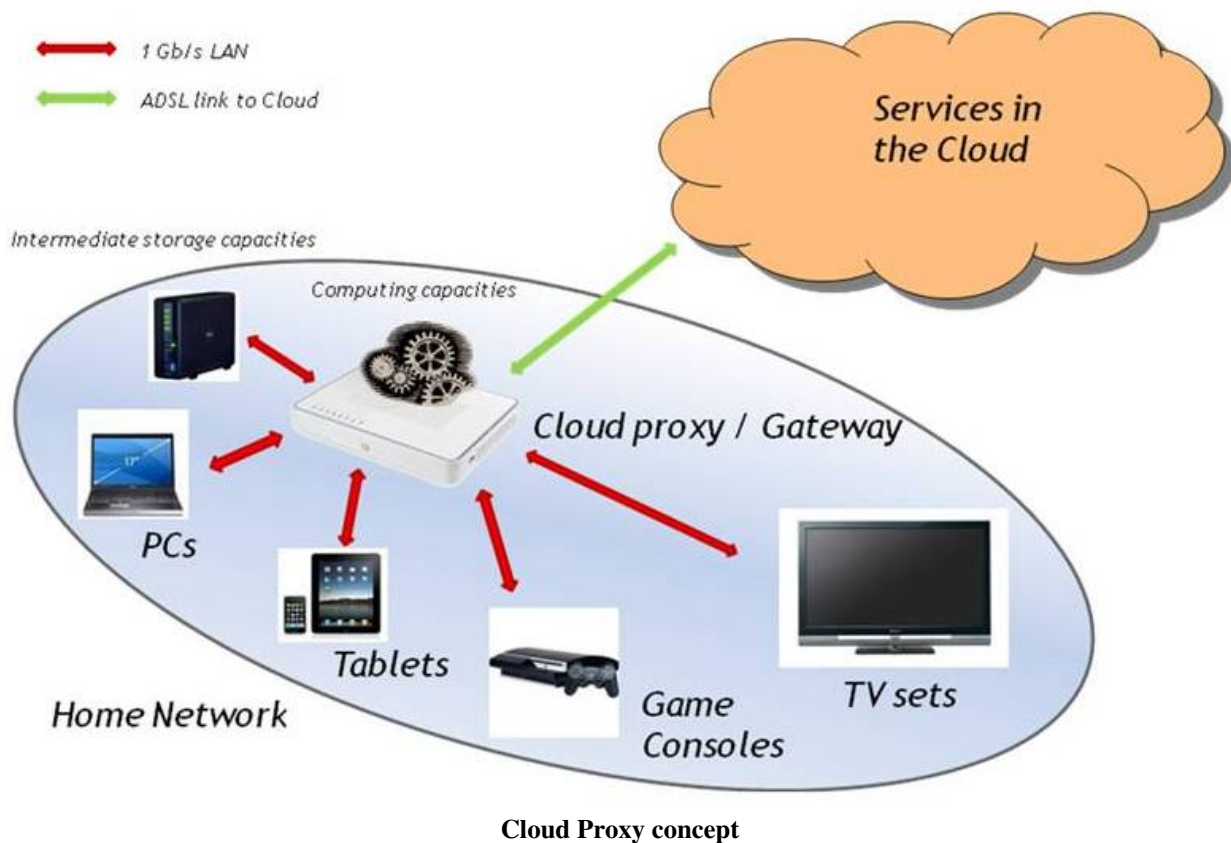 1 Gb/s LAN
ADSL link to Cloud
Services in
the Cloud
Intermediate storage capacities
Computing capacities
Cloud proxy / Gateway
17"
PCs
Tablets
Home Network
Game
Consoles
TV sets
Cloud Proxy concept